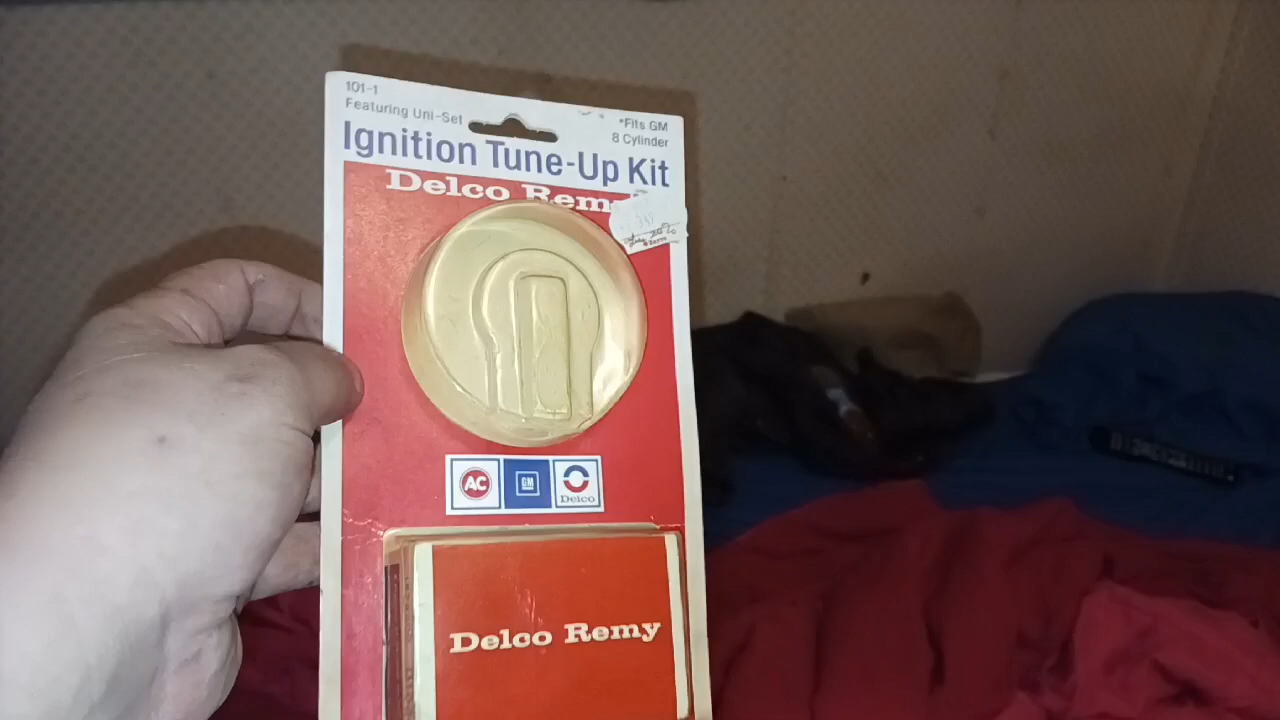 101-1
Featuring Uni-Set
*Fits GM
8 Cylinder
Ignition Tune-Up Kit
Delco Remy
20%
AC
GM
Delco
Delco Remy